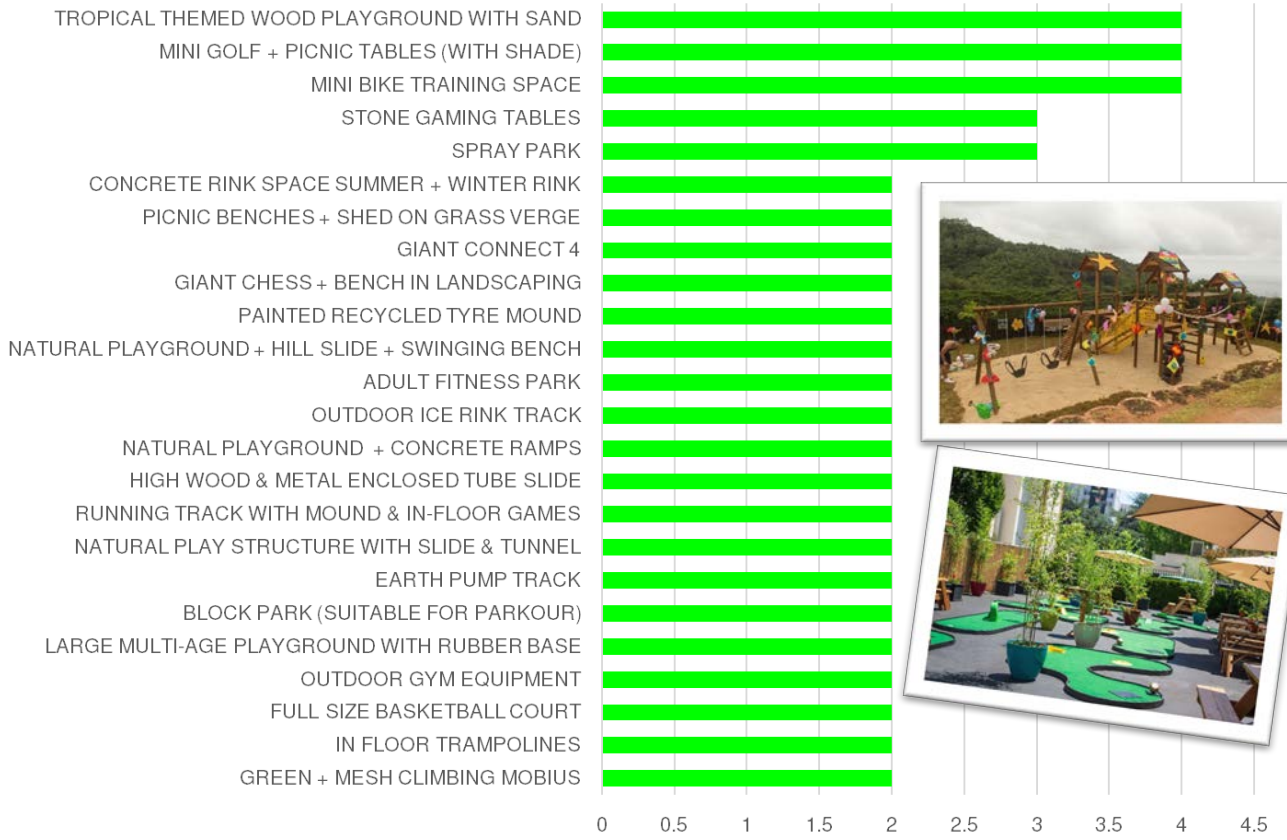 TROPICAL THEMED WOOD PLAYGROUND WITH SAND
MINI GOLF + PICNIC TABLES (WITH SHADE)
MINI BIKE TRAINING SPACE
STONE GAMING TABLES
SPRAY PARK
CONCRETE RINK SPACE SUMMER + WINTER RINK
PICNIC BENCHES + SHED ON GRASS VERGE
GIANT CONNECT 4
GIANT CHESS + BENCH IN LANDSCAPING
PAINTED RECYCLED TYRE MOUND
NATURAL PLAYGROUND + HILL SLIDE + SWINGING BENCH
ADULT FITNESS PARK
OUTDOOR ICE RINK TRACK
NATURAL PLAYGROUND + CONCRETE RAMPS
HIGH WOOD & METAL ENCLOSED TUBE SLIDE
RUNNING TRACK WITH MOUND & IN-FLOOR GAMES
NATURAL PLAY STRUCTURE WITH SLIDE & TUNNEL
EARTH PUMP TRACK
BLOCK PARK (SUITABLE FOR PARKOUR)
LARGE MULTI-AGE PLAYGROUND WITH RUBBER BASE
OUTDOOR GYM EQUIPMENT
FULL SIZE BASKETBALL COURT
IN FLOOR TRAMPOLINES
GREEN + MESH CLIMBING MOBIUS
0 0.5 1 1.5 2 2.5 3 3.5 4 4.5